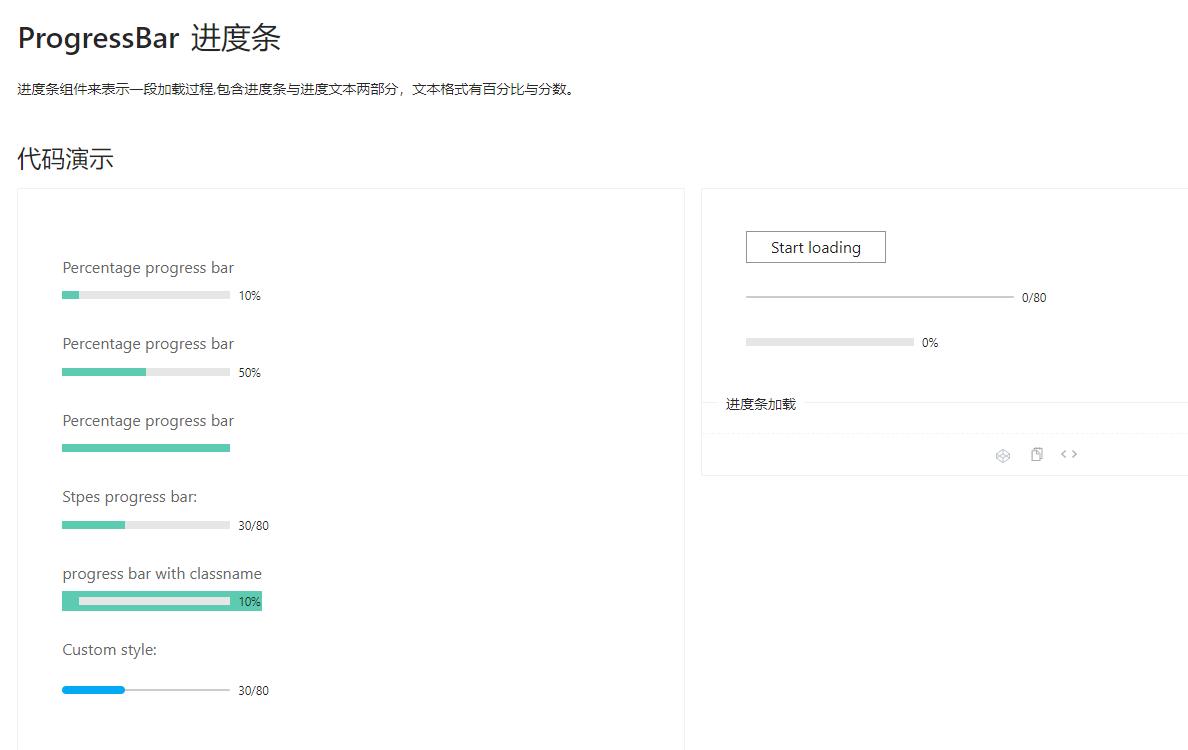 ProgressBar 进度条
进度条组件来表示一段加载过程,包含进度条与进度文本两部分，文本格式有百分比与分数。
代码演示
Percentage progress bar
10%
Percentage progress bar
50%
Percentage progress bar
Stpes progress bar:
30/80
progress bar with classname
10%
Custom style:
30/80
Start loading
0/80
0%
进度条加载